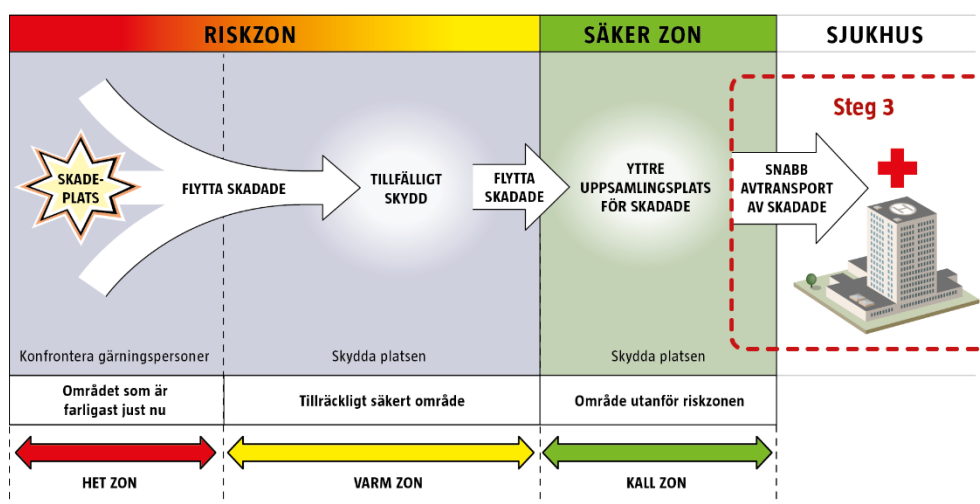 RISKZON
SÄKER ZON
SJUKHUS
Steg 3
SKADE-
PLATS
FLYTTA SKADADE
TILLFÄLLIGT
SKYDD
FLYTTA
SKADADE
YTTRE
UPPSAMLINGSPLATS
FÖR SKADADE
SNABB
AVTRANSPORT
AV SKADADE
H
Konfrontera gärningspersoner
Skydda platsen
Skydda platsen
Området som är
farligast just nu
Tillräckligt säkert område
Område utanför riskzonen
HET ZON
VARM ZON
KALL ZON